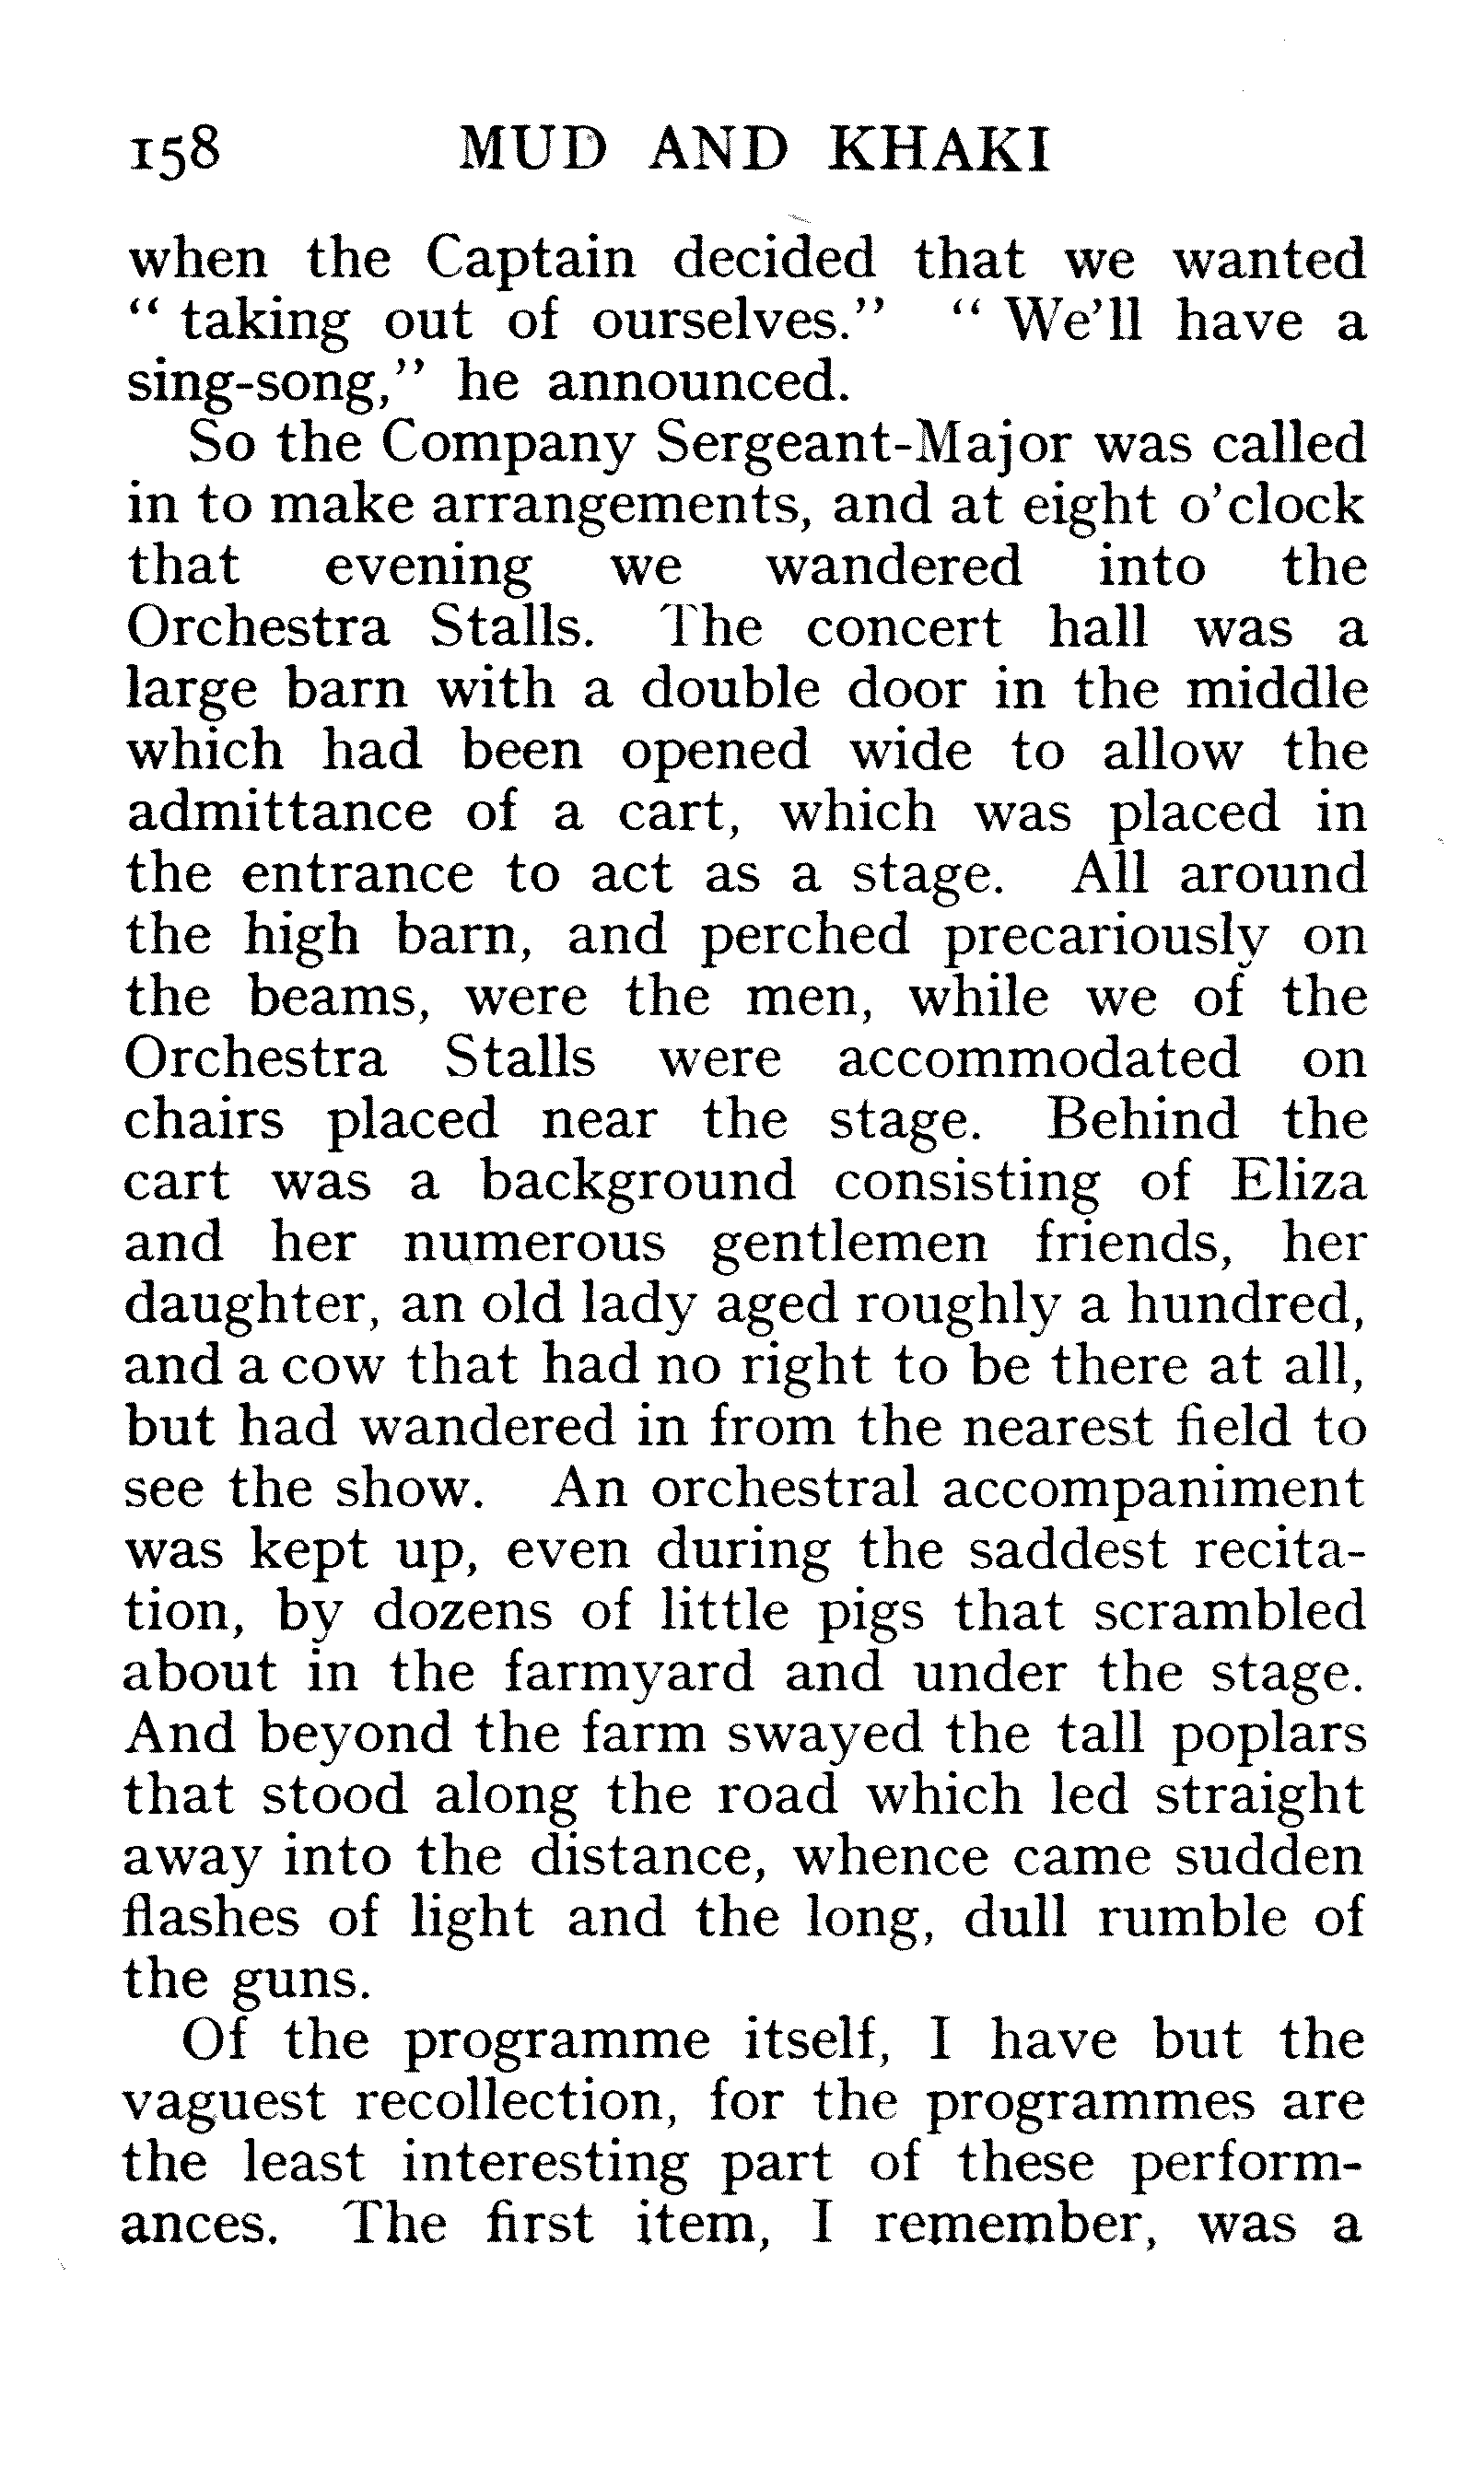 158 MUD AND KHAKI
when the Captain decided that we wanted
“ taking out of ourselves.” “ We'll have a
sing-song,” he announced.
So the Company Sergeant-Major was called
in to make arrangements, and at eight o'clock
that evening we wandered into the
Orchestra Stalls. The concert hall was a
large barn with a double door in the middle
which had been opened wide to allow the
admittance of a cart, which was placed in
the entrance to act as a stage. All around
the high barn, and perched precariously on
the beams, were the men, while we of the
Orchestra Stalls were accommodated on
chairs placed near the stage. Behind the
cart was a background consisting of Eliza
and her numerous gentlemen friends, her
daughter, an old lady aged roughly a hundred,
and a cow that had no right to be there at all,
but had wandered in from the nearest field to
see the show. An orchestral accompaniment
was kept up, even during the saddest recita-
tion, by dozens of little pigs that scrambled
about in the farmyard and under the stage.
And beyond the farm swayed the tall poplars
that stood along the road which led straight
away into the distance, whence came sudden
flashes of light and the long, dull rumble of
the guns.
Of the programme itself, I have but the
vaguest recollection, for the programmes are
the least interesting part of these perform-
ances. The first item, I remember, was a